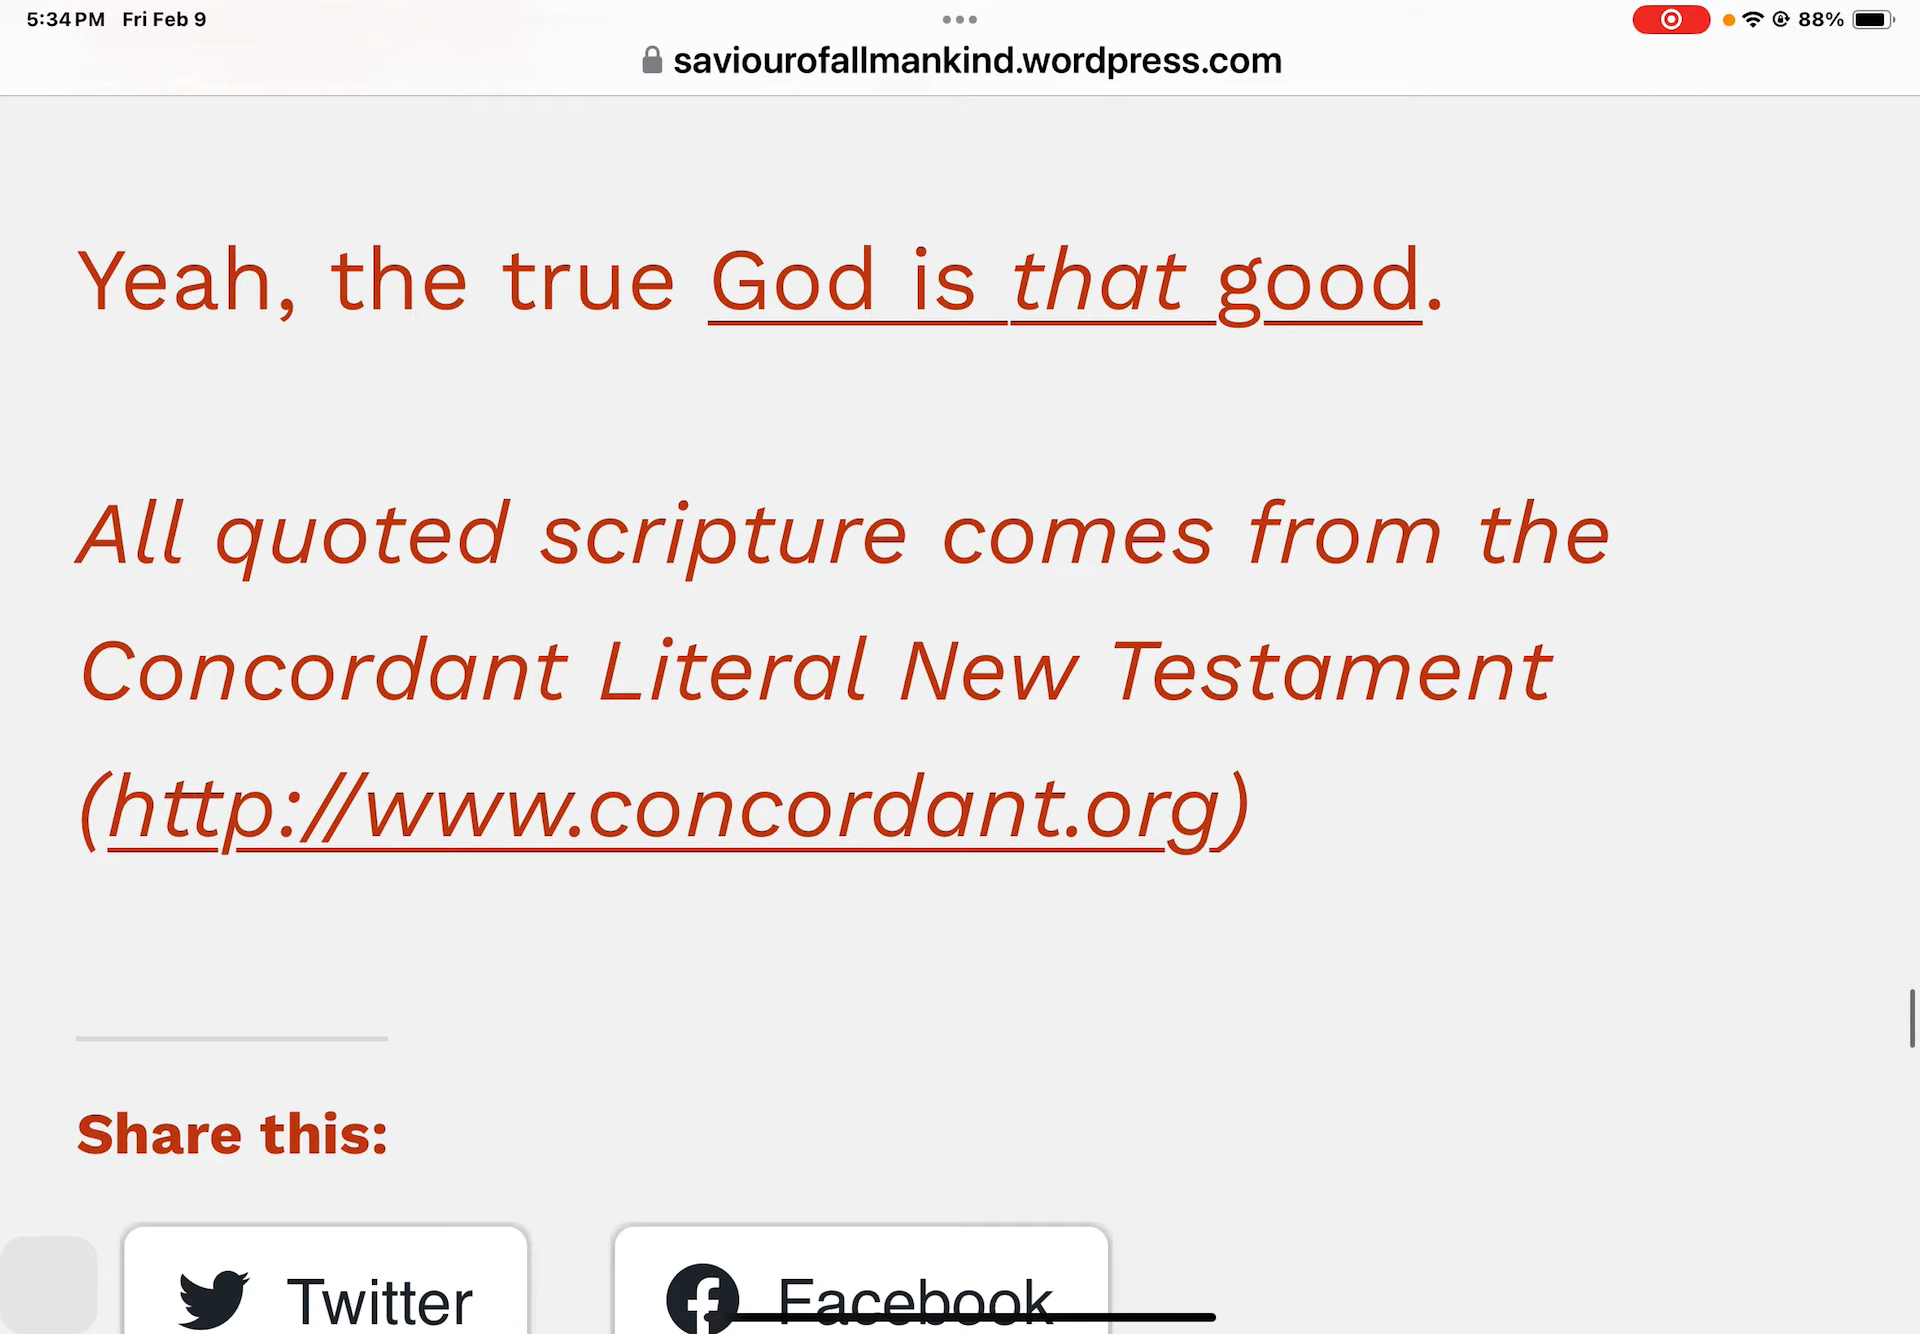 5:34 PM Fri Feb 9
88%
saviourofallmankind.wordpress.com
Yeah, the true God is that good.
All quoted scripture comes from the
Concordant Literal New Testament
(http://www.concordant.org)
Share this:
Twitter
Facebook